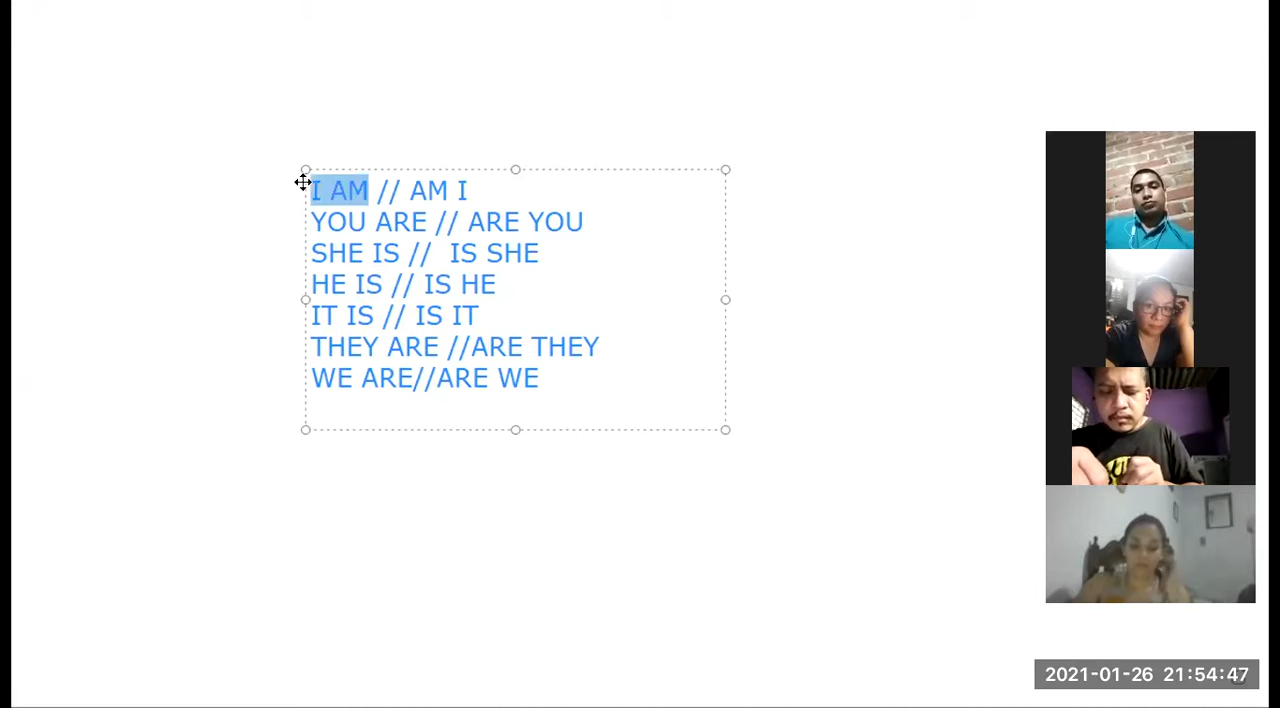 I AM // AM I
YOU ARE // ARE YOU
SHE IS //  IS SHE
HE IS // IS HE
IT IS // IS IT
THEY ARE //ARE THEY
WE ARE//ARE WE
2021-01-26 21:54:47